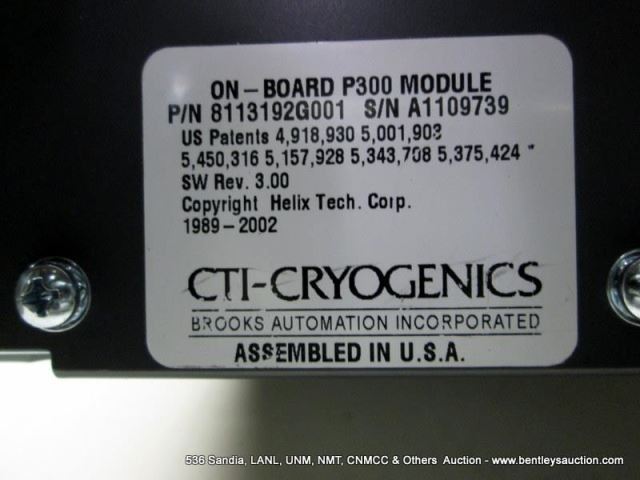 ON-BOARD P300 MODULE
P/N 8113192G001 S/N A1109739
US Patents 4,918,930 5,001,903
5,450,316 5,157,928 5,343,708 5,375,424 *
SW Rev. 3.00
Copyright Helix Tech. Corp.
1989-2002
CTI-CRYOGENICS
BROOKS AUTOMATION INCORPORATED
ASSEMBLED IN U.S.A.
536 Sandia, LANL, UNM, NMT, CNMCC & Others Auction - www.bentleysauction.com